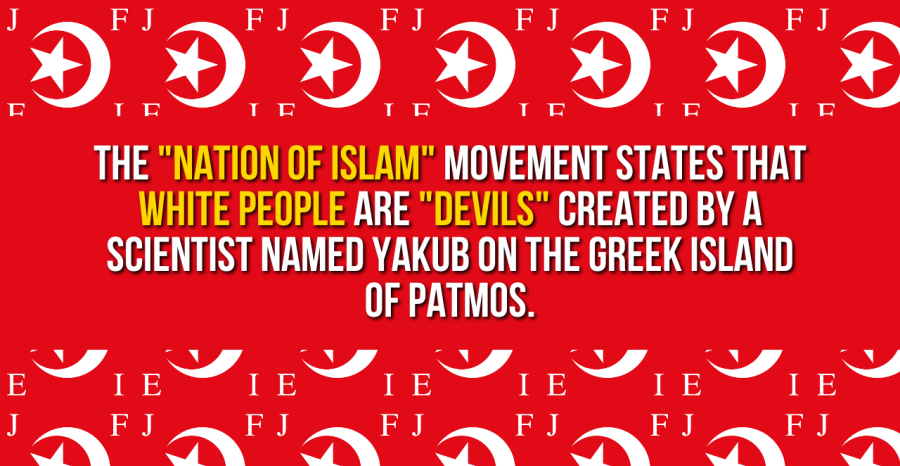 J F J F J F J F J F J F J
E I E I E I E I E I E I E
THE "NATION OF ISLAM" MOVEMENT STATES THAT
WHITE PEOPLE ARE "DEVILS" CREATED BY A
SCIENTIST NAMED YAKUB ON THE GREEK ISLAND
OF PATMOS.
E I E I E I E I E I E I E
J F J F J F J F J F J F J